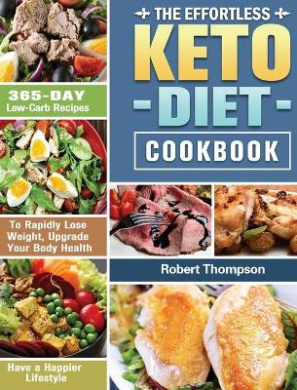 THE EFFORTLESS
KETO
-DIET-
COOKBOOK
365-DAY
Low-Carb Recipes
To Rapidly Lose
Weight, Upgrade
Your Body Health
Robert Thompson
Have a Happier
Lifestyle